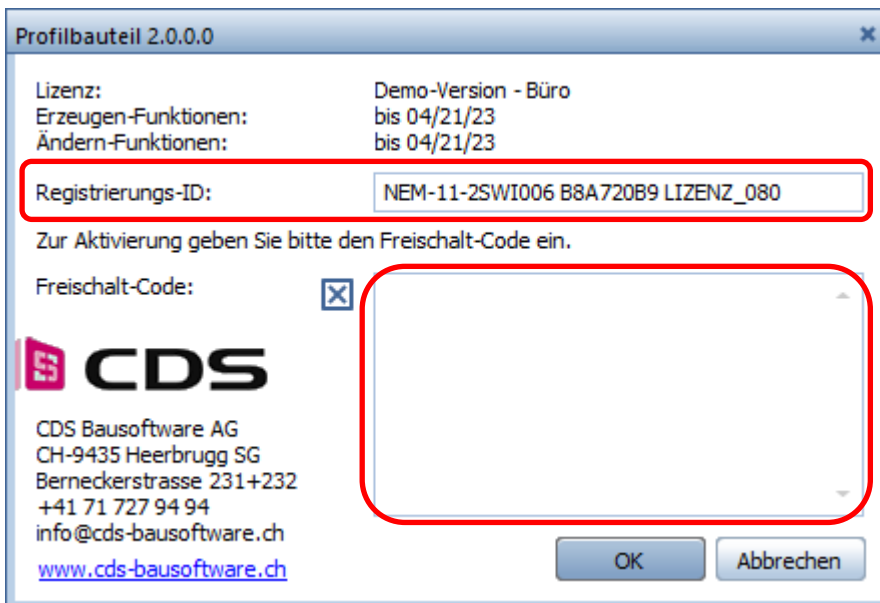 Profilbauteil 2.0.0.0
Lizenz: Demo-Version - Büro
Erzeugen-Funktionen: bis 04/21/23
Ändern-Funktionen: bis 04/21/23
Registrierungs-ID: NEM-11-2SWI006 B8A720B9 LIZENZ_080
Zur Aktivierung geben Sie bitte den Freischalt-Code ein.
Freischalt-Code:
CDS
CDS Bausoftware AG
CH-9435 Heerbrugg SG
Berneckerstrasse 231+232
+41 71 727 94 94
info@cds-bausoftware.ch
www.cds-bausoftware.ch
OK Abbrechen